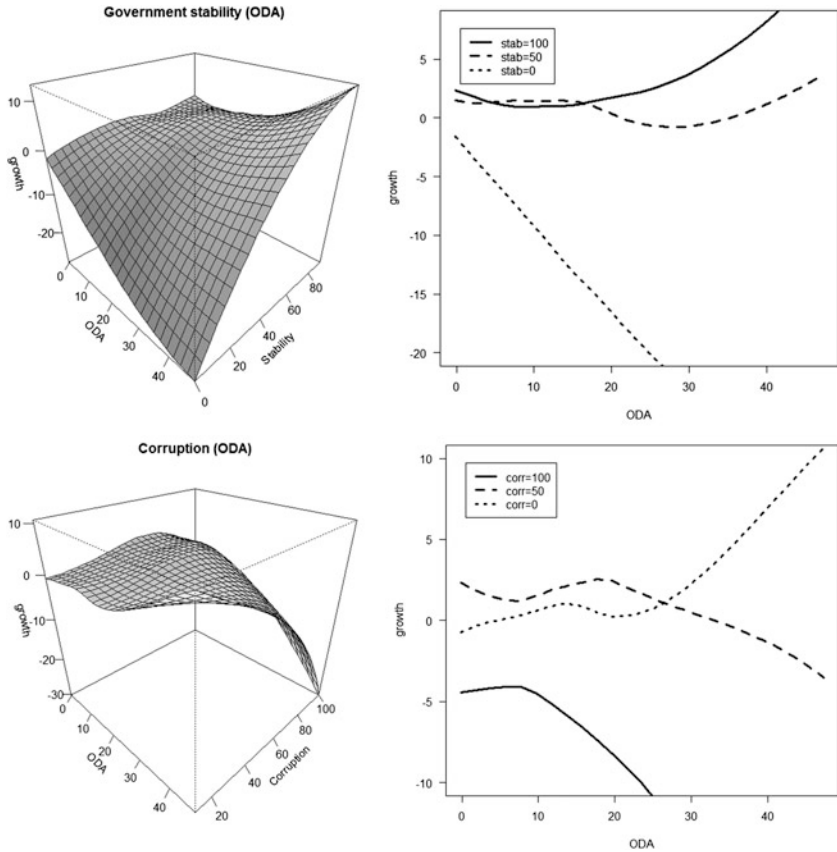 Government stability (ODA)
10
0
-10
-20
growth
0
10
20
30
40
ODA
0
20
40
60
80
Stability
stab=100
stab=50
stab=0
5
0
-5
-10
-15
-20
growth
0
10
20
30
40
ODA
Corruption (ODA)
10
0
-10
-20
-30
growth
0
10
20
30
40
ODA
20
40
60
80
100
Corruption
corr=100
corr=50
corr=0
10
5
0
-5
-10
growth
0
10
20
30
40
ODA